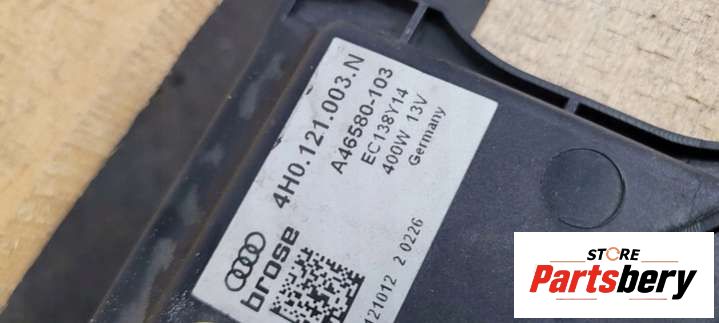 4H0.121.003.N
A46580-103
EC138Y14
400W 13V
Germany
brose
121012 2 0226
STORE
Partsbery